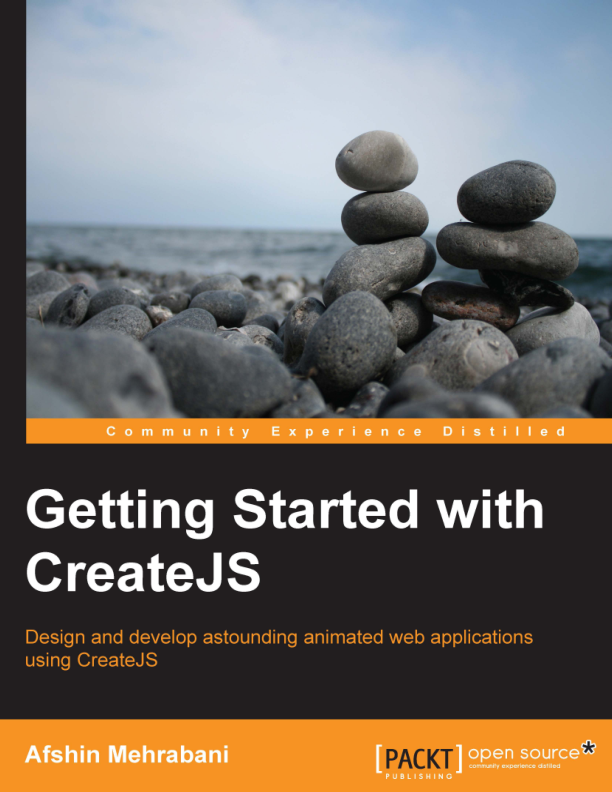 Community Experience Distilled
Getting Started with
CreateJS
Design and develop astounding animated web applications
using CreateJS
Afshin Mehrabani
[PACKT] open source*
PUBLISHING community experience distilled